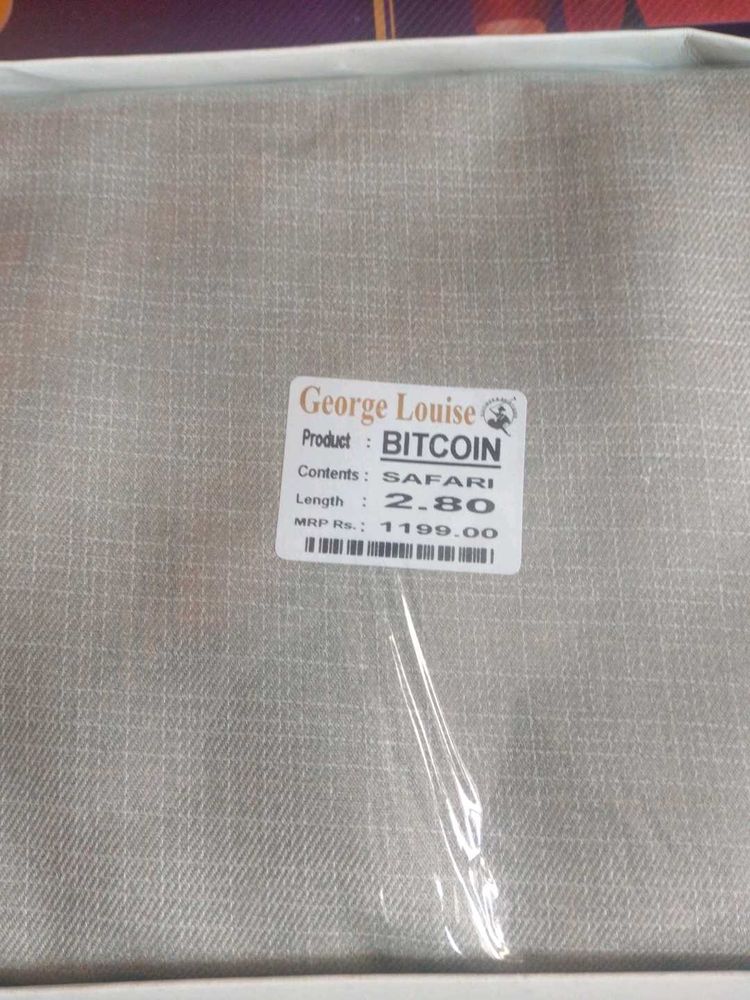 George Louise
Product : BITCOIN
Contents : SAFARI
Length : 2.80
MRP Rs. : 1199.00